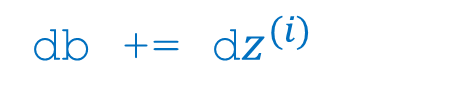 db += dz^(i)